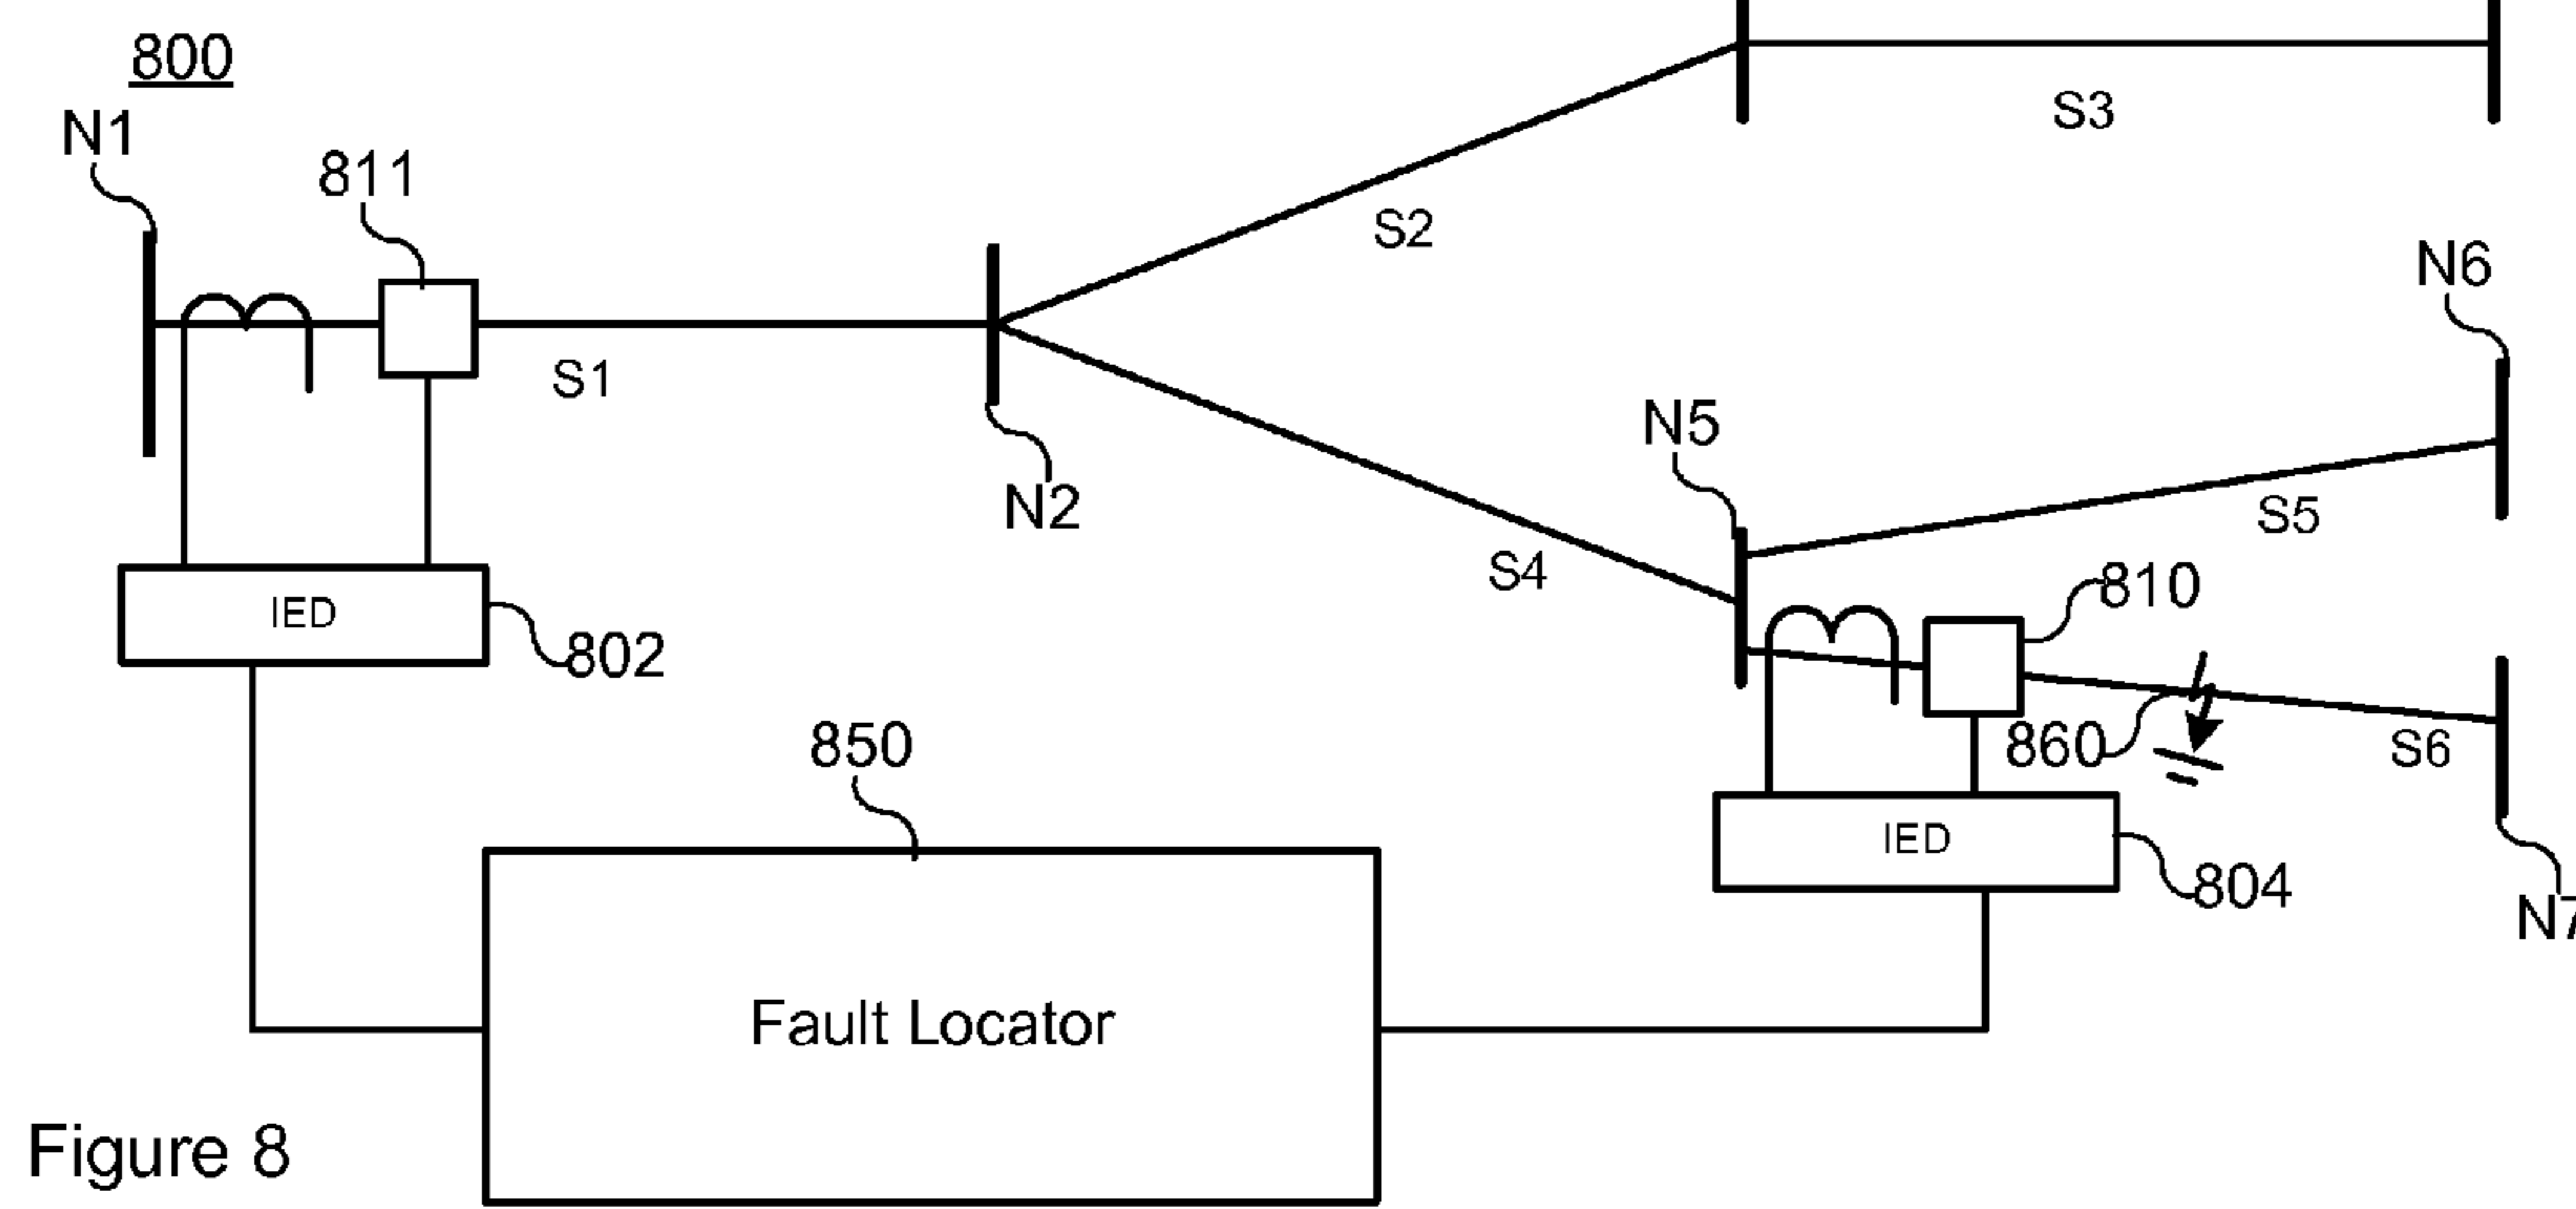 800
N1
811
S3
S2
N6
S1
N5
N2
S5
S4
810
IED
802
860
S6
850
IED
804
N7
Fault Locator
Figure 8